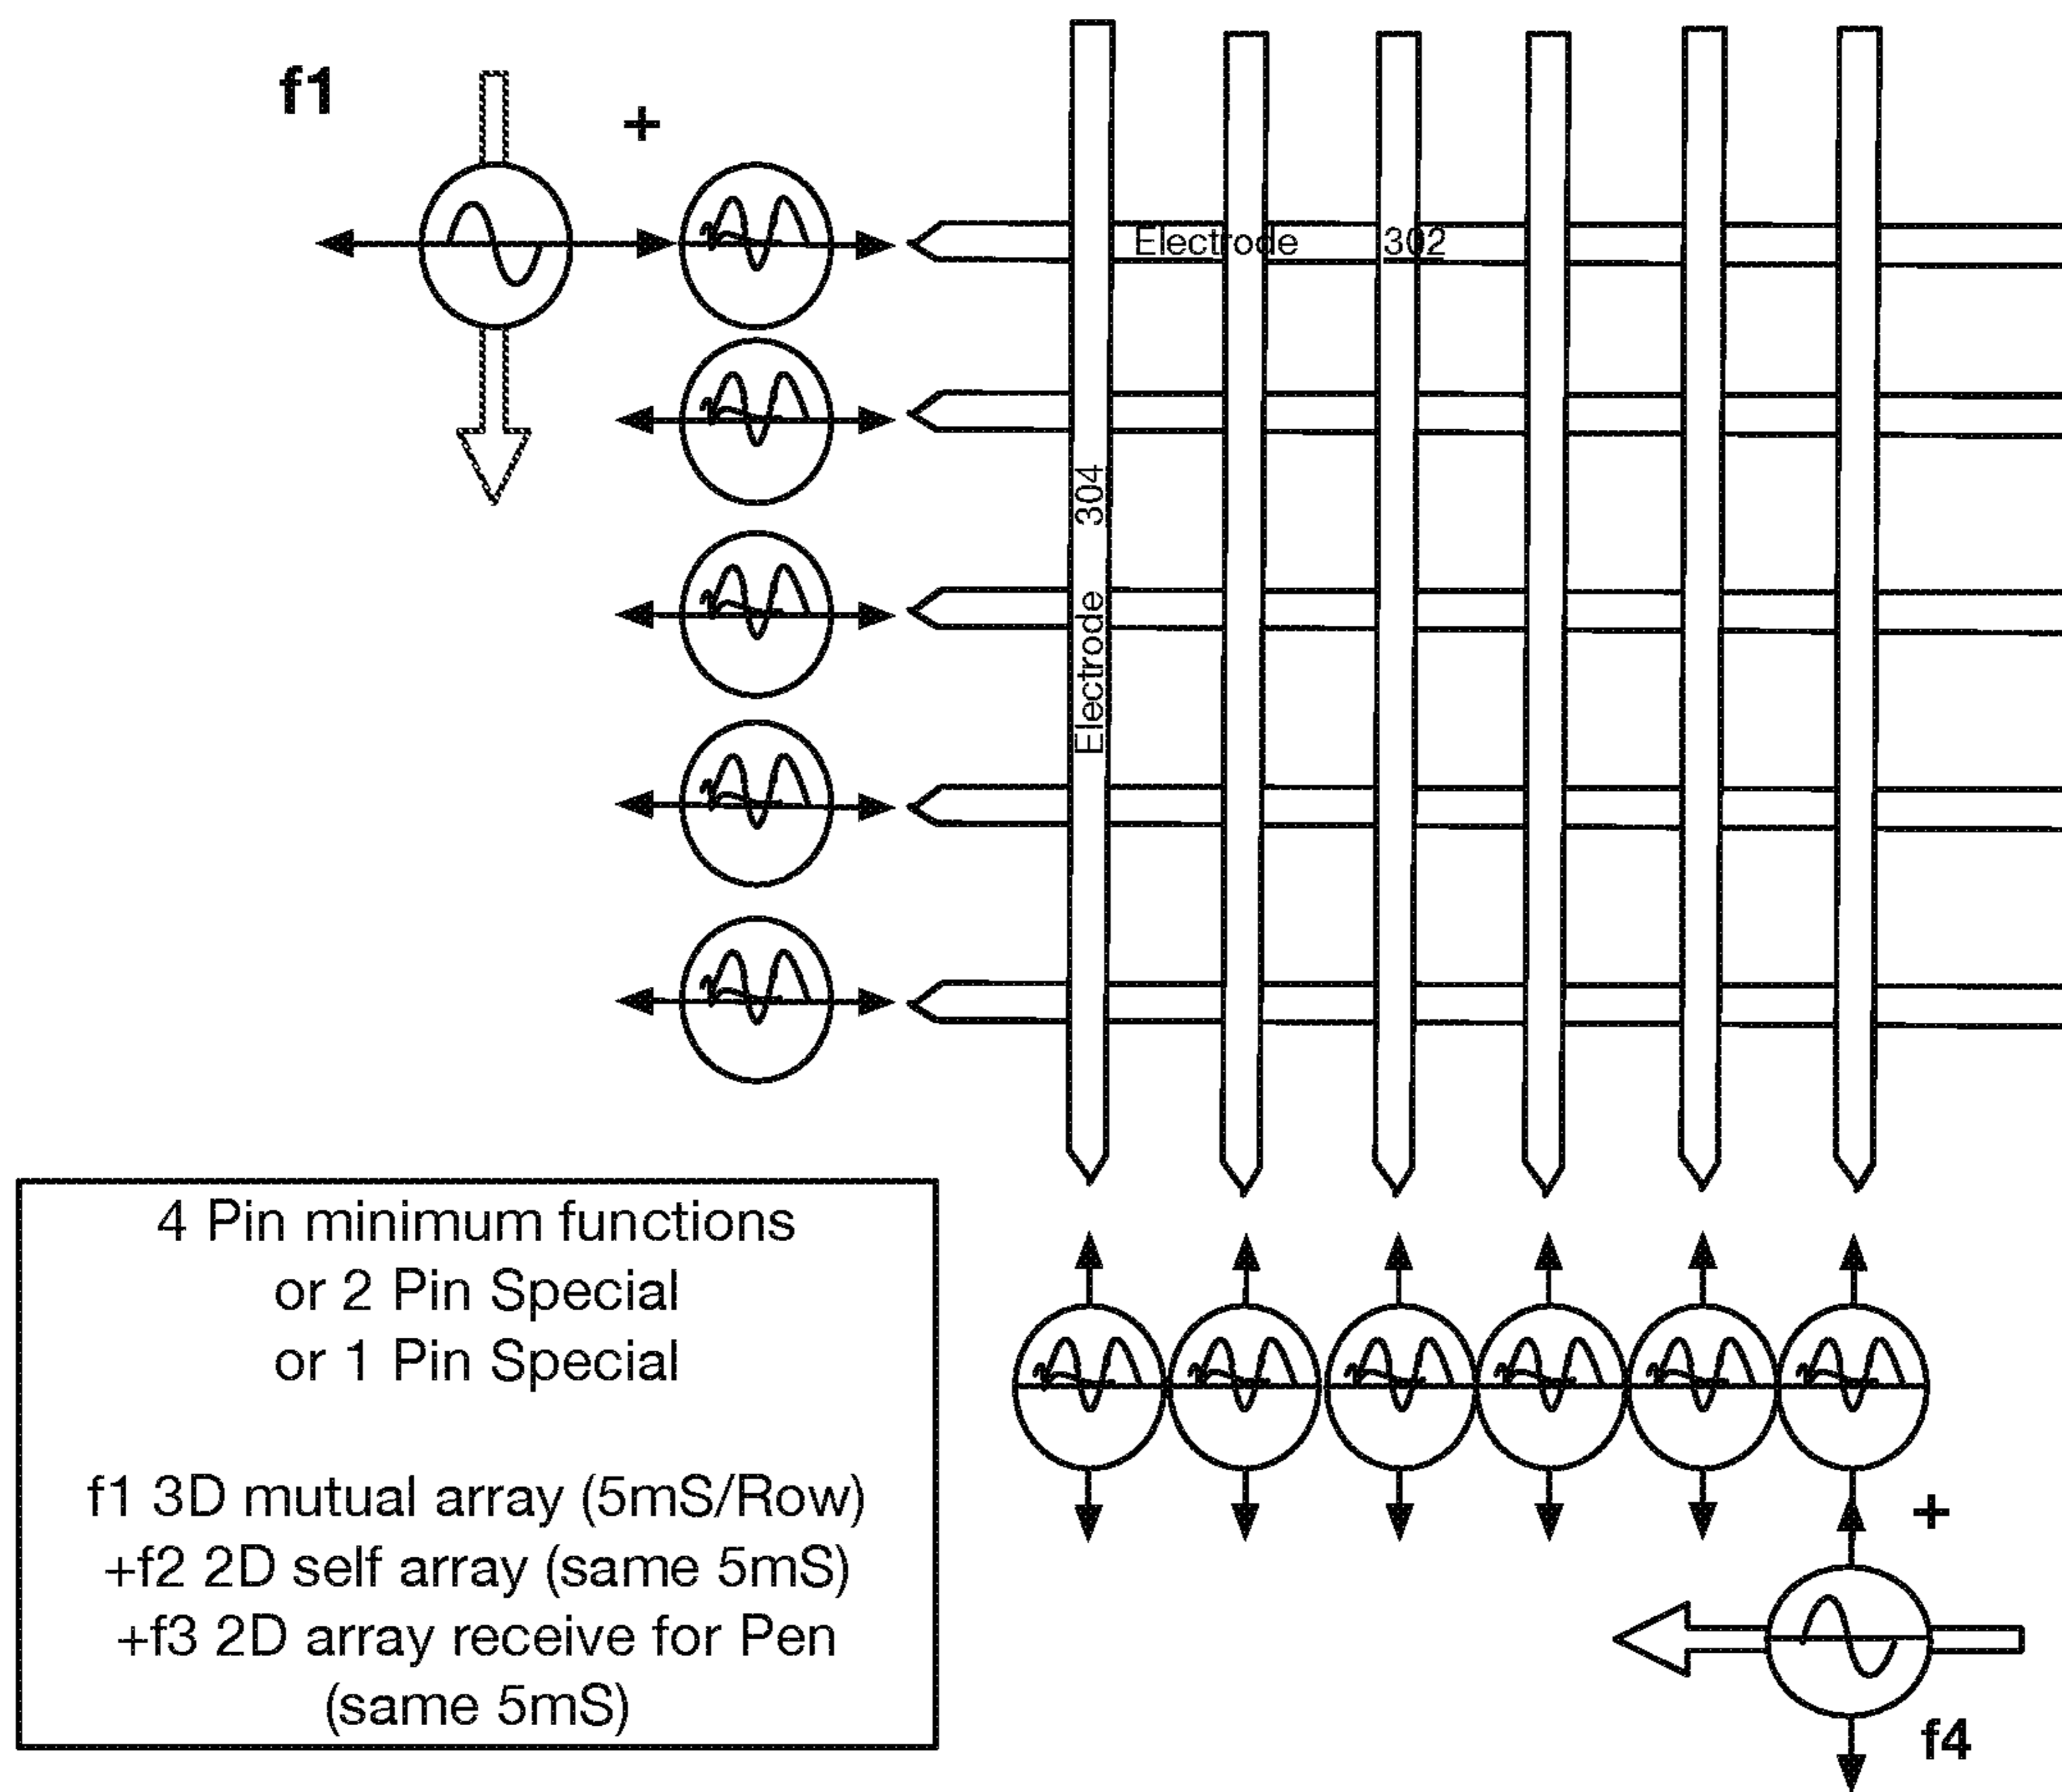 f1
+
Electrode 302
Electrode 304
4 Pin minimum functions
or 2 Pin Special
or 1 Pin Special
f1 3D mutual array (5mS/Row)
+f2 2D self array (same 5mS)
+f3 2D array receive for Pen
(same 5mS)
+
f4